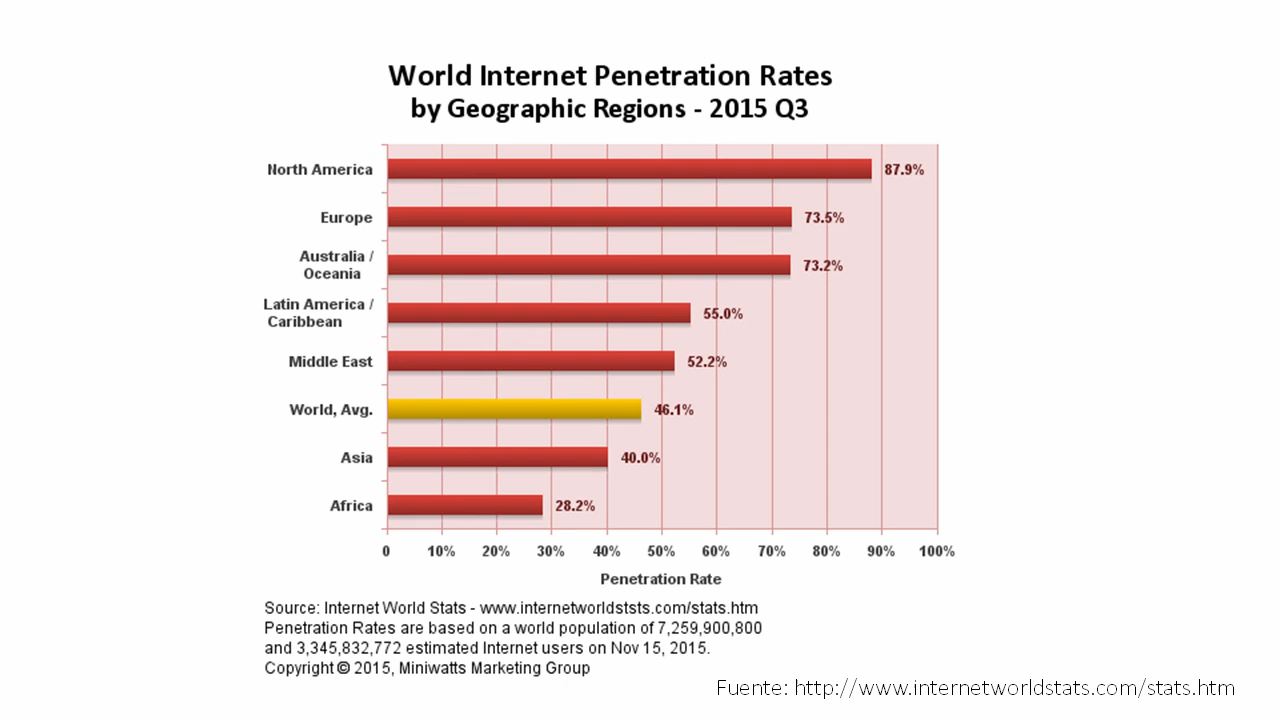 World Internet Penetration Rates
by Geographic Regions - 2015 Q3
North America
87.9%
Europe
73.5%
Australia /
Oceania
73.2%
Latin America /
Caribbean
55.0%
Middle East
52.2%
World, Avg.
46.1%
Asia
40.0%
Africa
28.2%
0 10% 20% 30% 40% 50% 60% 70% 80% 90% 100%
Penetration Rate
Source: Internet World Stats - www.internetworldststs.com/stats.htm
Penetration Rates are based on a world population of 7,259,900,800
and 3,345,832,772 estimated Internet users on Nov 15, 2015.
Copyright © 2015, Miniwatts Marketing Group
Fuente: http://www.internetworldstats.com/stats.htm